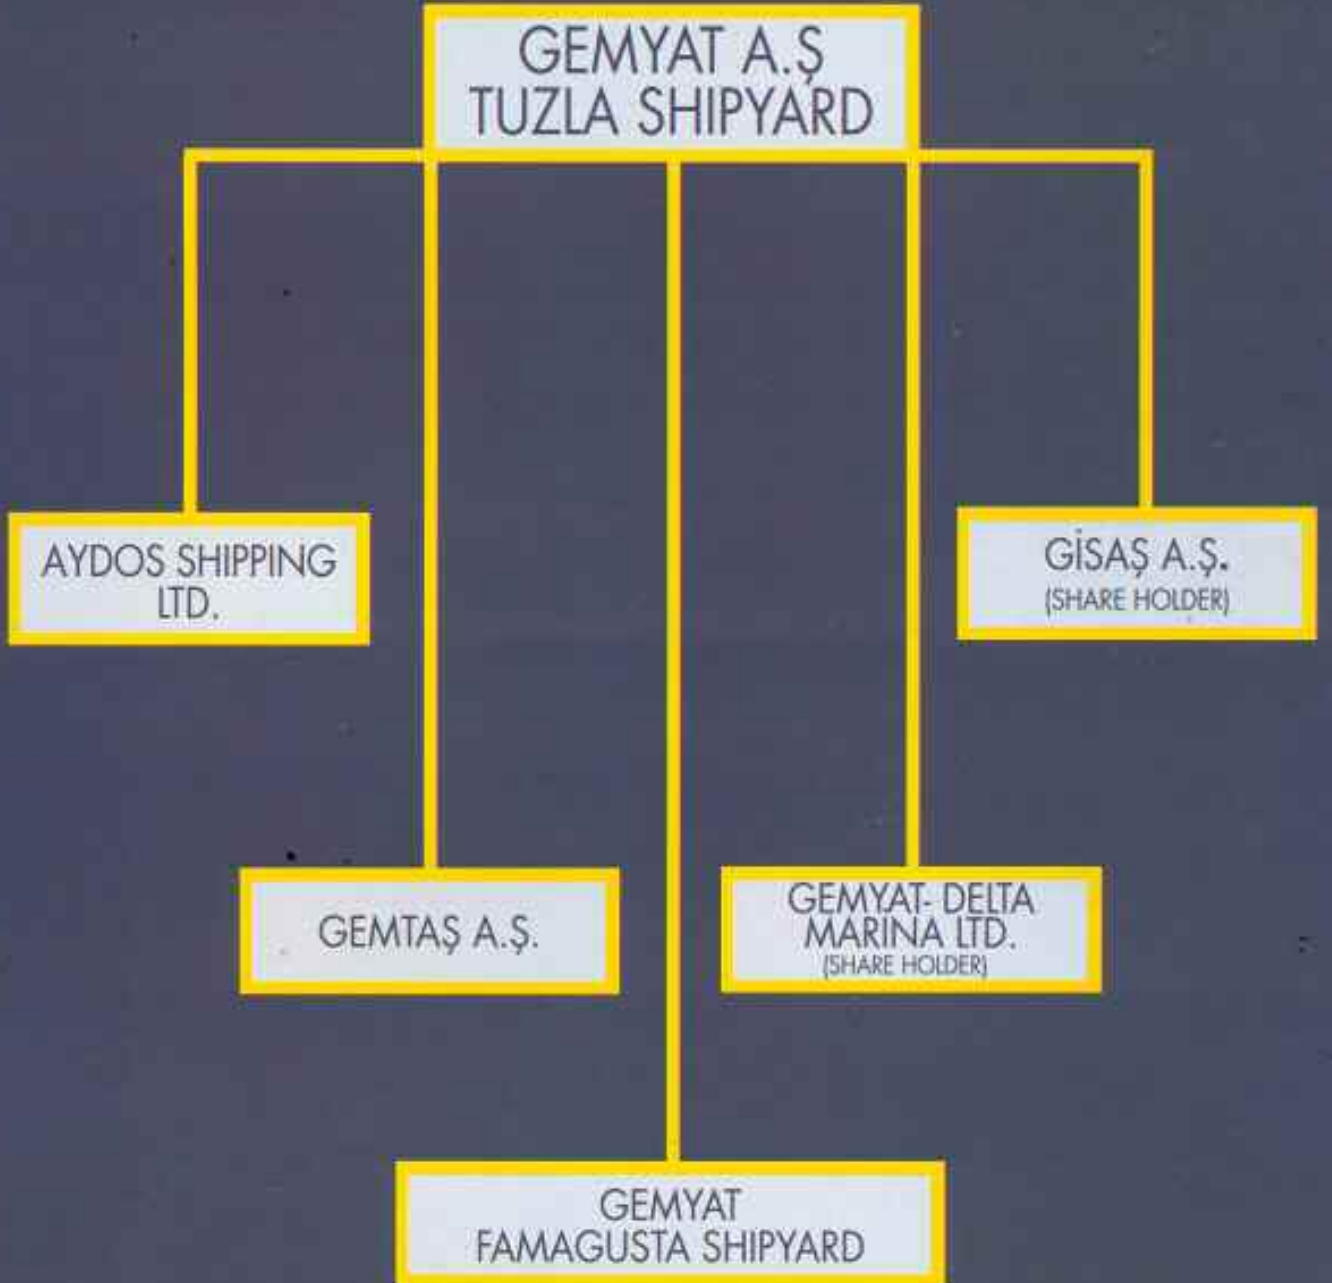 GEMYAT A.Ş
TUZLA SHIPYARD
AYDOS SHIPPING
LTD.
GİSAŞ A.Ş.
(SHARE HOLDER)
GEMTAŞ A.Ş.
GEMYAT- DELTA
MARINA LTD.
(SHARE HOLDER)
GEMYAT
FAMAGUSTA SHIPYARD